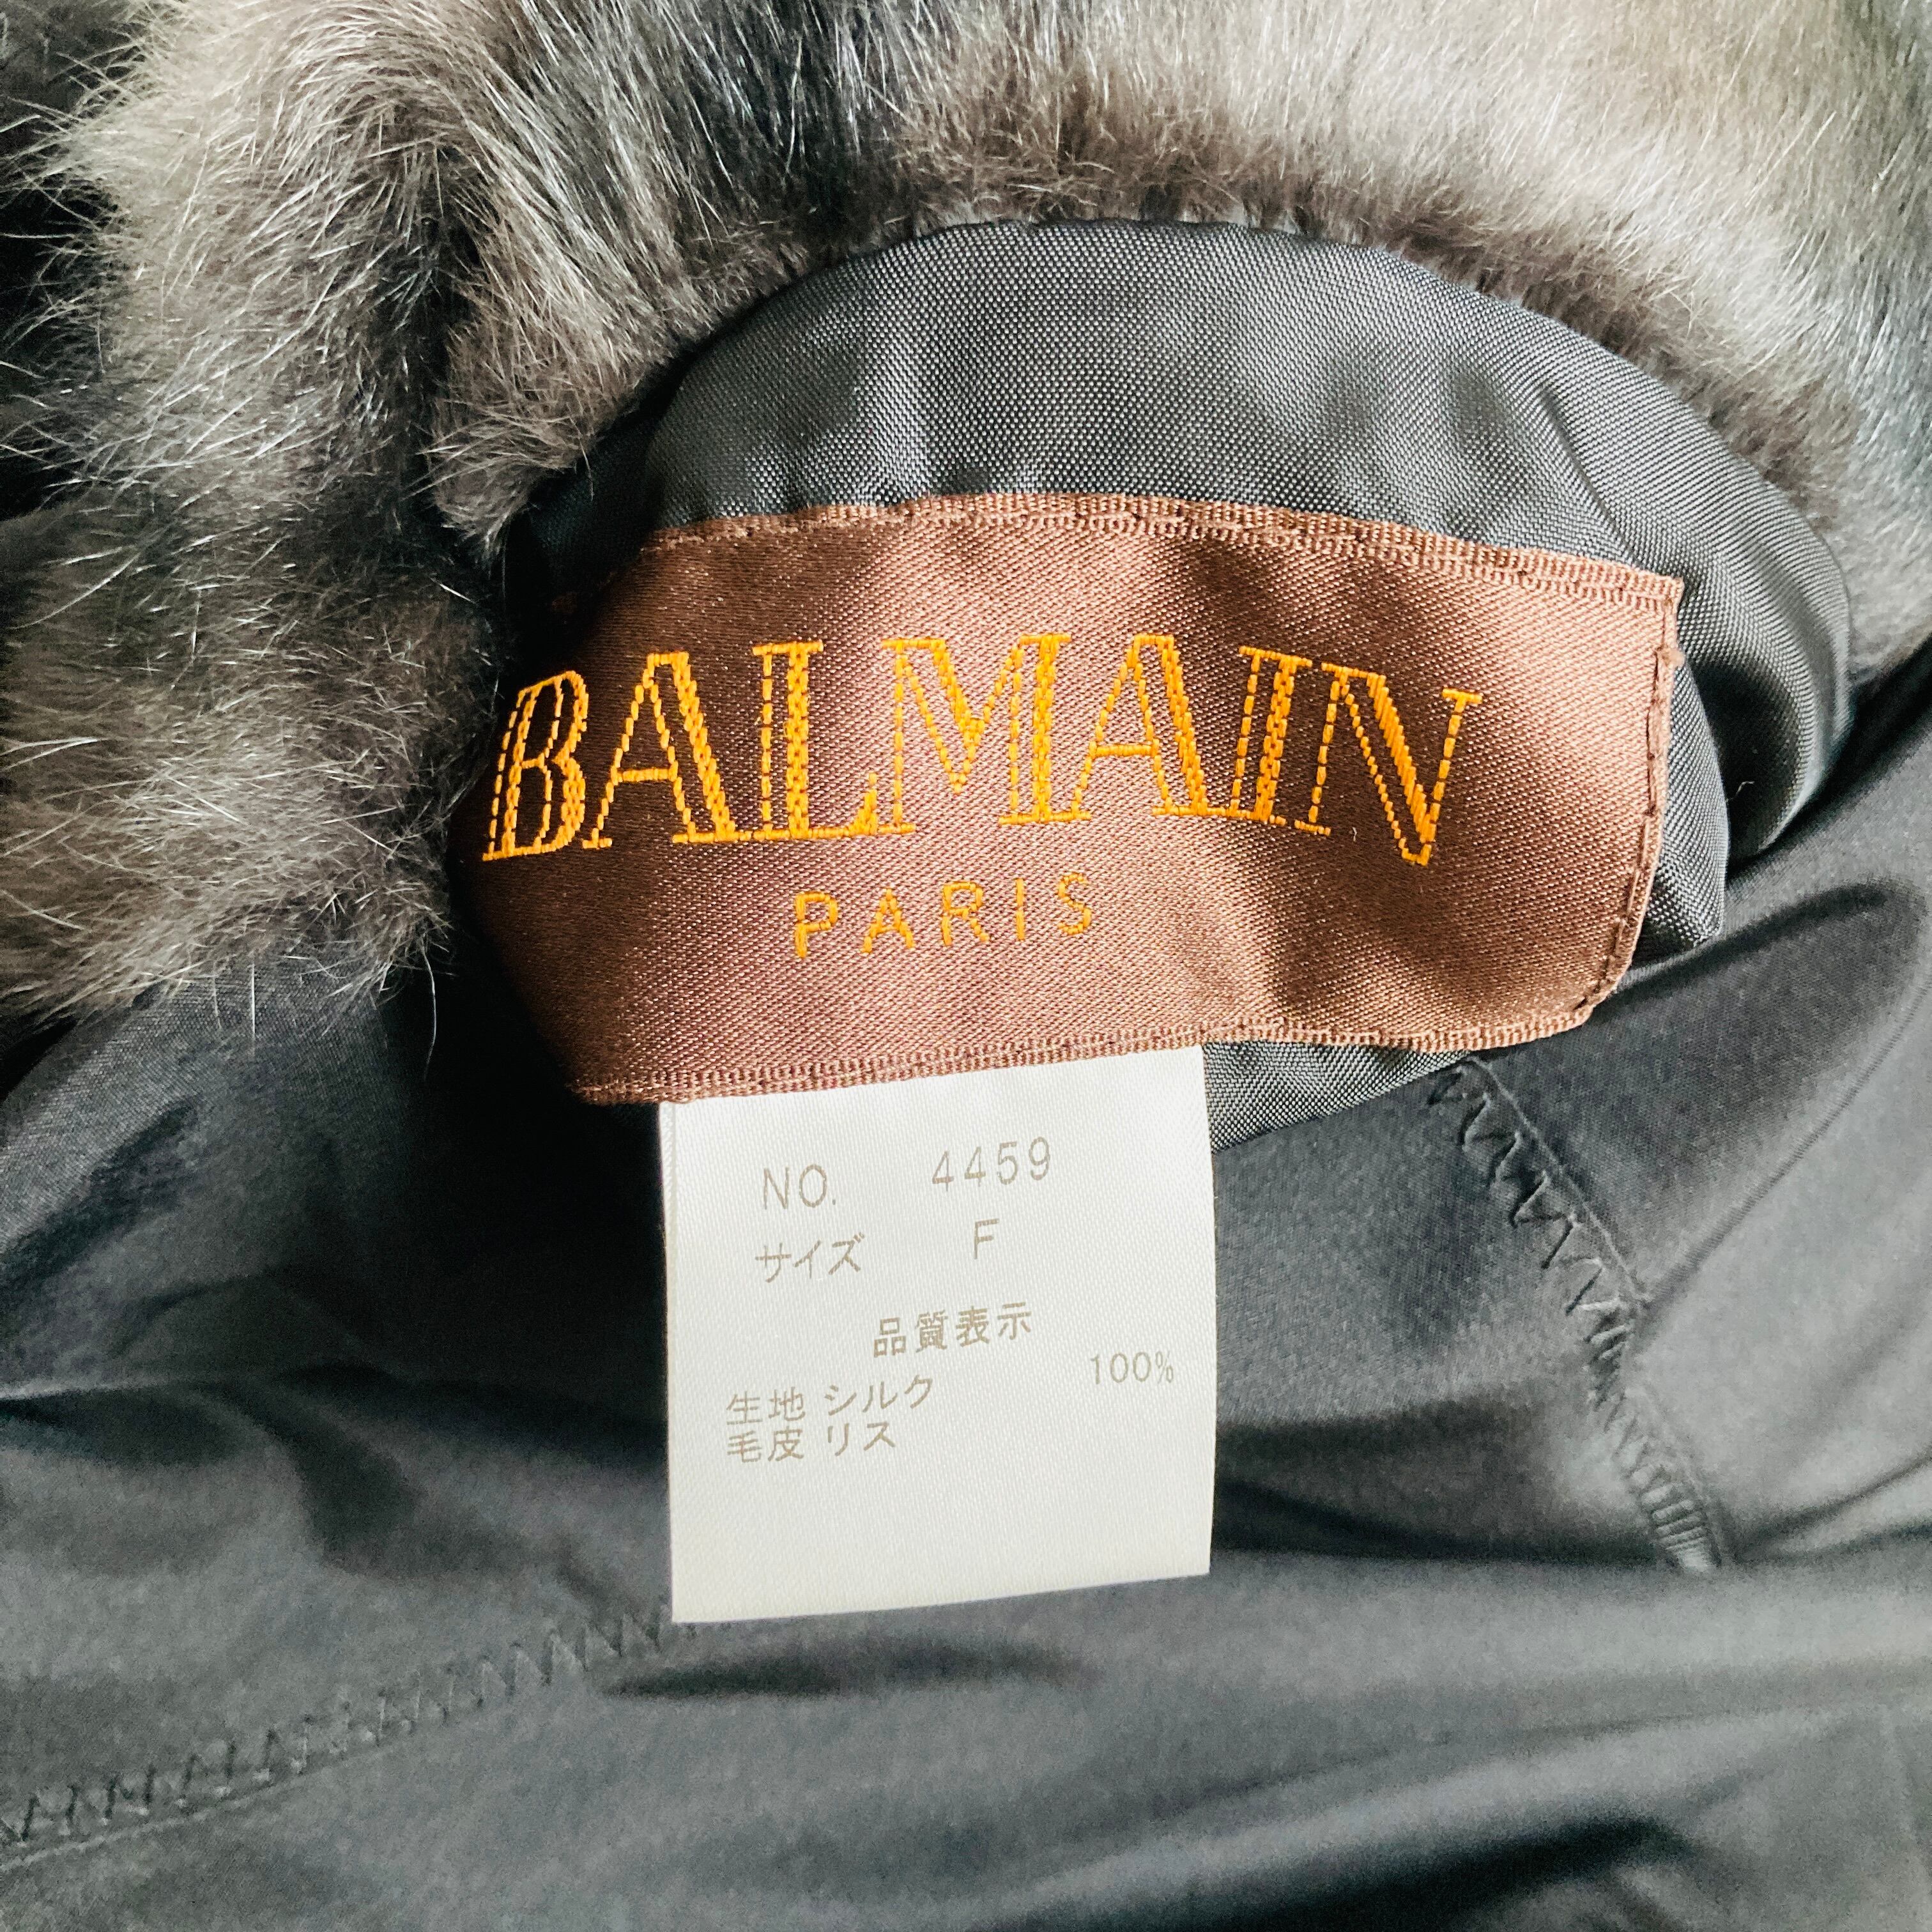 BALMAIN
PARIS
NO. 4459
サイズ F
品質表示
生地 シルク 100%
毛皮 リス